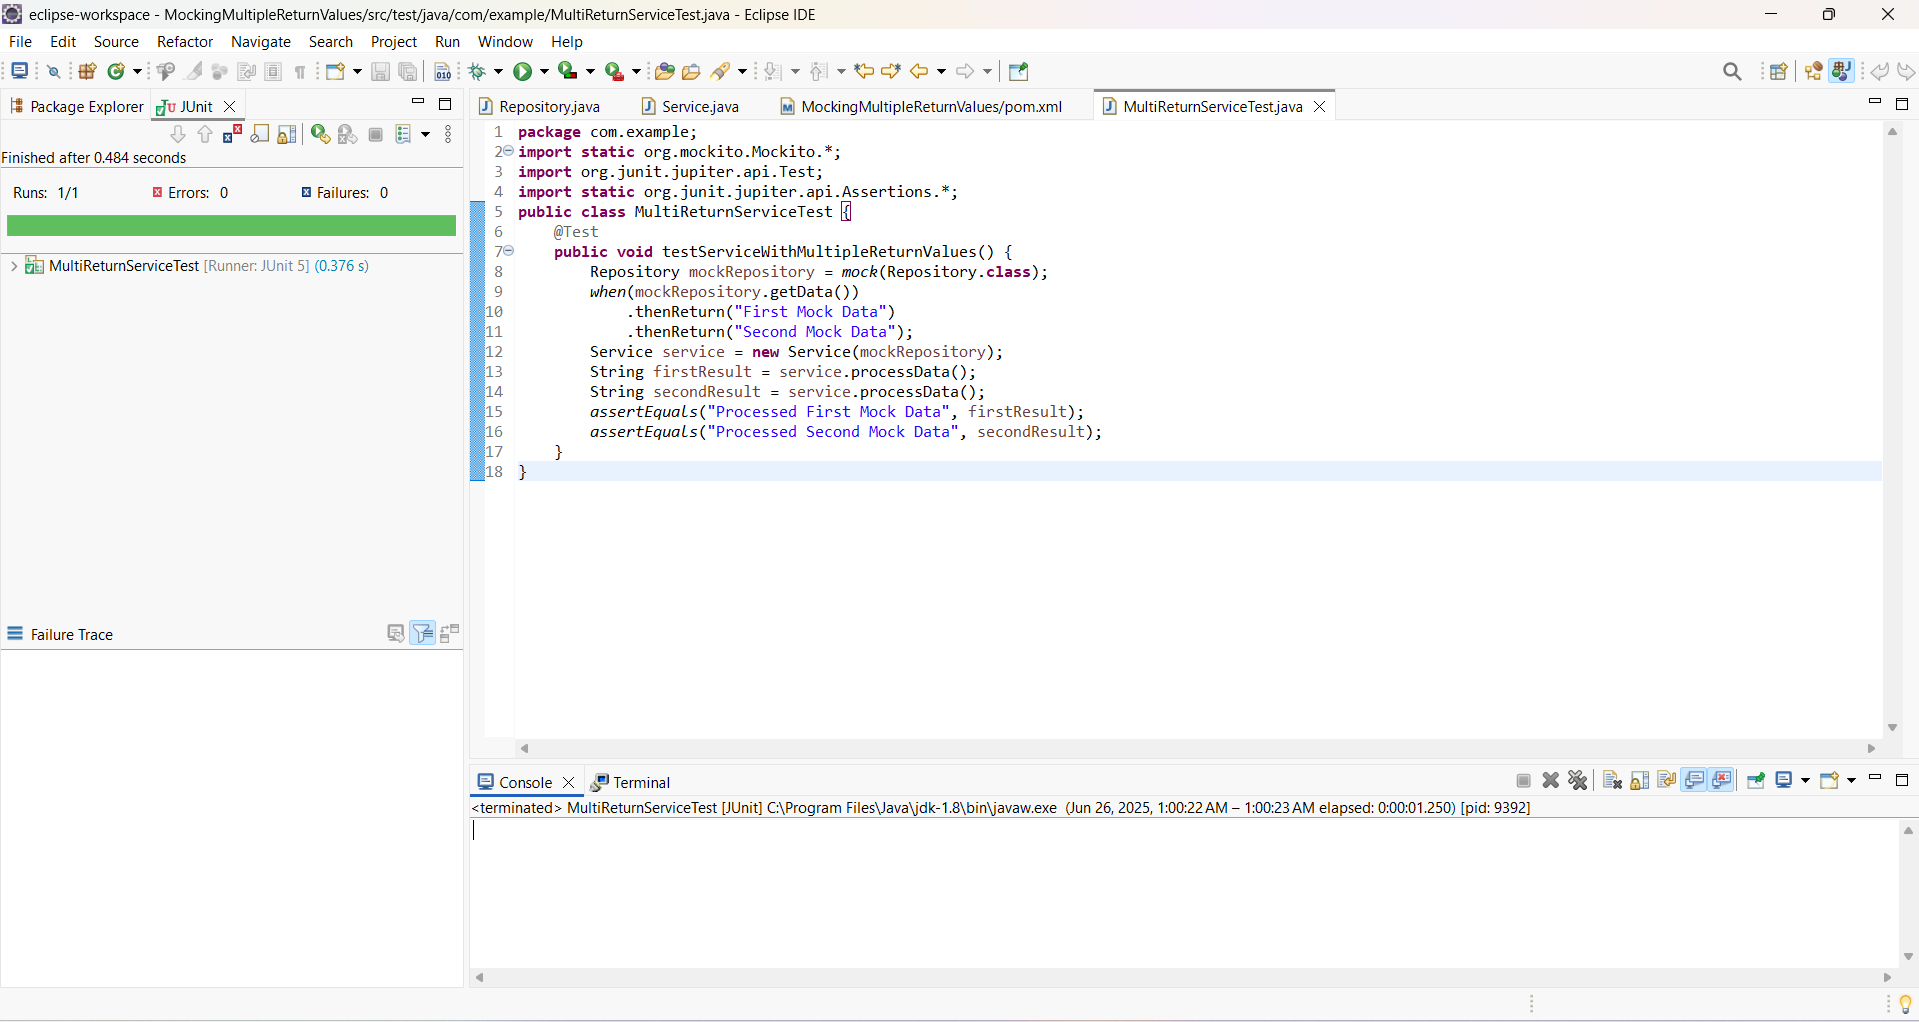 eclipse-workspace - MockingMultipleReturnValues/src/test/java/com/example/MultiReturnServiceTest.java - Eclipse IDE
File Edit Source Refactor Navigate Search Project Run Window Help
Package Explorer JUnit
Finished after 0.484 seconds
Runs: 1/1 Errors: 0 Failures: 0
MultiReturnServiceTest [Runner: JUnit 5] (0.376 s)
Failure Trace
Repository.java Service.java MockingMultipleReturnValues/pom.xml MultiReturnServiceTest.java
1 package com.example;
2 import static org.mockito.Mockito.*;
3 import org.junit.jupiter.api.Test;
4 import static org.junit.jupiter.api.Assertions.*;
5 public class MultiReturnServiceTest {
6     @Test
7     public void testServiceWithMultipleReturnValues() {
8         Repository mockRepository = mock(Repository.class);
9         when(mockRepository.getData())
10             .thenReturn("First Mock Data")
11             .thenReturn("Second Mock Data");
12         Service service = new Service(mockRepository);
13         String firstResult = service.processData();
14         String secondResult = service.processData();
15         assertEquals("Processed First Mock Data", firstResult);
16         assertEquals("Processed Second Mock Data", secondResult);
17     }
18 }
Console Terminal
<terminated> MultiReturnServiceTest [JUnit] C:\Program Files\Java\jdk-1.8\bin\javaw.exe (Jun 26, 2025, 1:00:22 AM – 1:00:23 AM elapsed: 0:00:01.250) [pid: 9392]